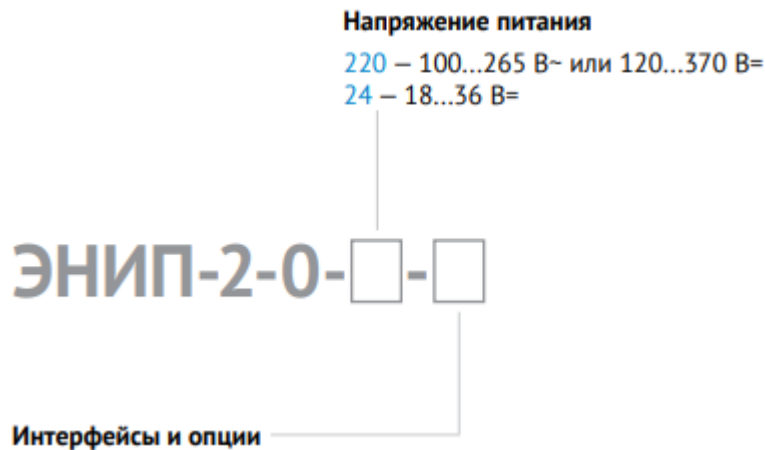 Напряжение питания
220 – 100...265 В~ или 120...370 В=
24 – 18...36 В=
ЭНИП-2-0-☐-☐
Интерфейсы и опции